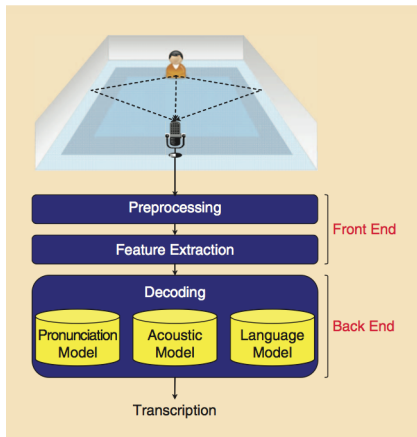 Preprocessing
Feature Extraction
Front End
Decoding
Pronunciation
Model
Acoustic
Model
Language
Model
Back End
Transcription